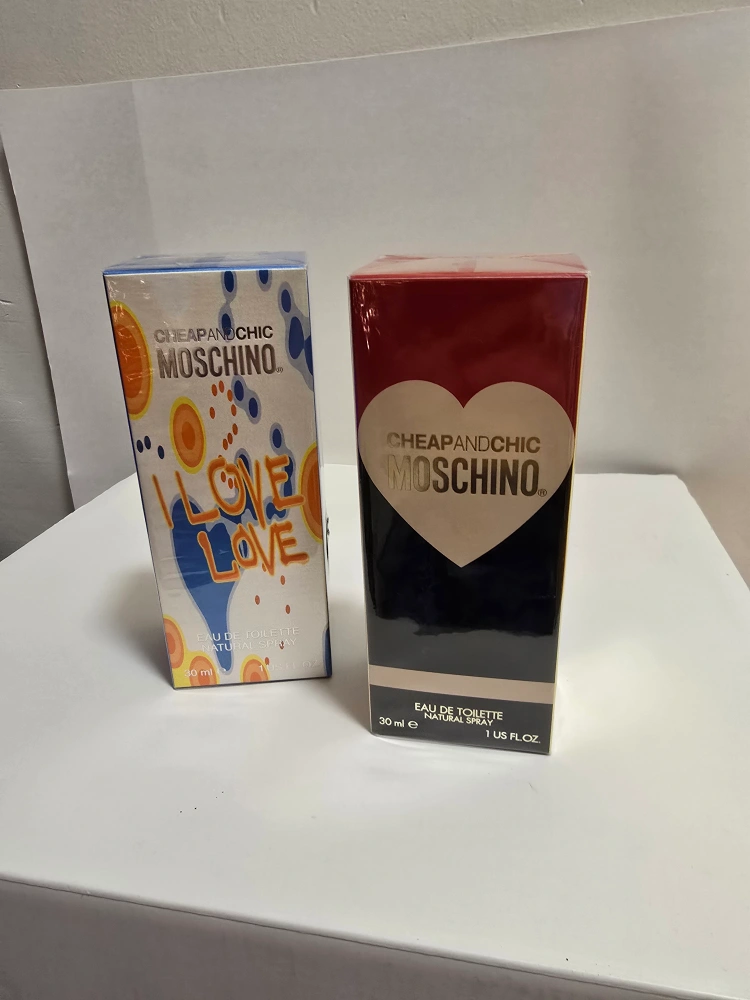 CHEAPANDCHIC
MOSCHINO®
I LOVE
LOVE
EAU DE TOILETTE
NATURAL SPRAY
30 ml e
CHEAPANDCHIC
MOSCHINO®
EAU DE TOILETTE
NATURAL SPRAY
30 ml e
1 US FL.OZ.